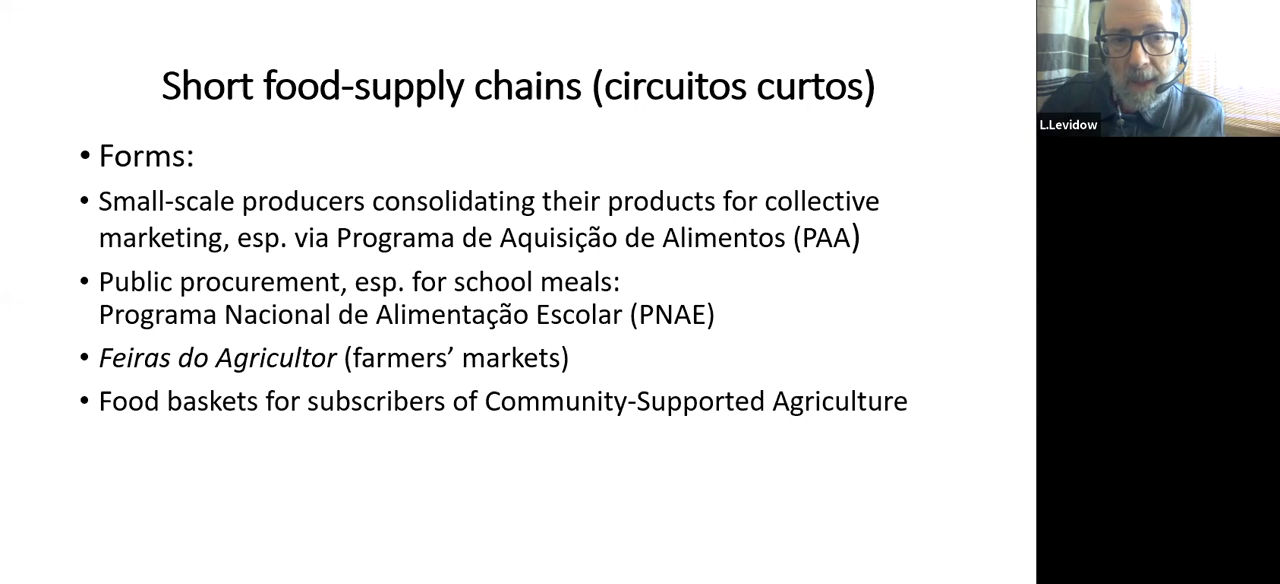 Short food-supply chains (circuitos curtos)
• Forms:
• Small-scale producers consolidating their products for collective
marketing, esp. via Programa de Aquisição de Alimentos (PAA)
• Public procurement, esp. for school meals:
Programa Nacional de Alimentação Escolar (PNAE)
• Feiras do Agricultor (farmers’ markets)
• Food baskets for subscribers of Community-Supported Agriculture
L.Levidow